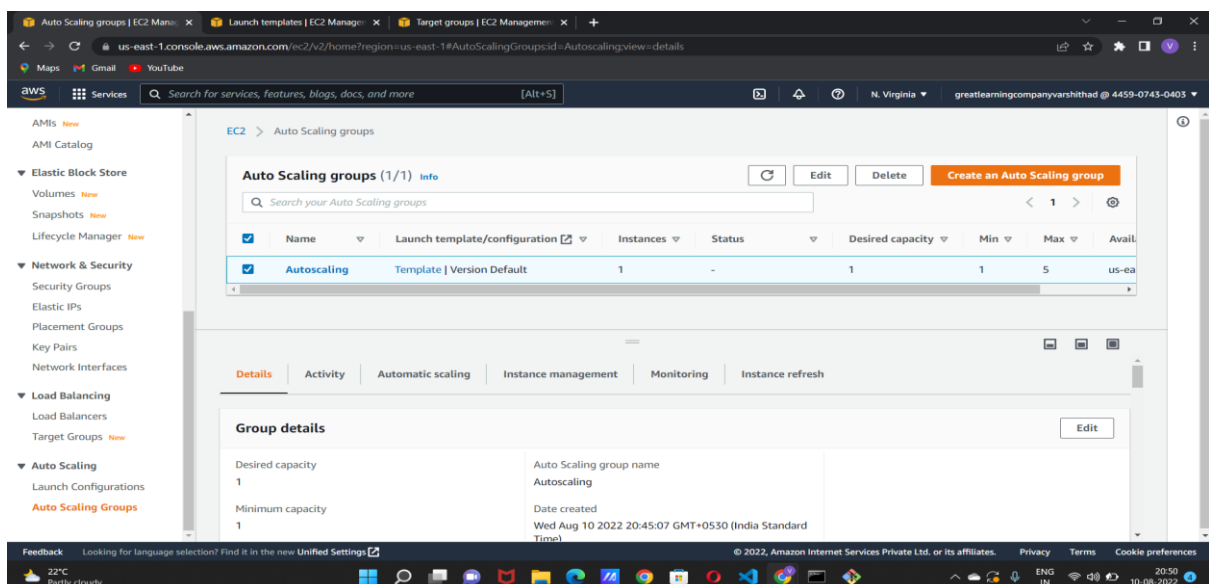 Auto Scaling groups | EC2 Manag
Launch templates | EC2 Manager
Target groups | EC2 Management
us-east-1.console.aws.amazon.com/ec2/v2/home?region=us-east-1#AutoScalingGroups:id=Autoscaling;view=details
V
Maps Gmail YouTube
aws Services Search for services, features, blogs, docs, and more [Alt+S] N. Virginia ▼ greatlearningcompanyvarshithad @ 4459-0743-0403 ▼
AMIs New
AMI Catalog
Elastic Block Store
Volumes New
Snapshots New
Lifecycle Manager New
Network & Security
Security Groups
Elastic IPs
Placement Groups
Key Pairs
Network Interfaces
Load Balancing
Load Balancers
Target Groups New
Auto Scaling
Launch Configurations
Auto Scaling Groups
EC2 > Auto Scaling groups
Auto Scaling groups (1/1) Info
Edit Delete Create an Auto Scaling group
Search your Auto Scaling groups
< 1 >
Name Launch template/configuration Instances Status Desired capacity Min Max Avail
Autoscaling Template | Version Default 1 - 1 1 5 us-ea
Details Activity Automatic scaling Instance management Monitoring Instance refresh
Group details
Edit
Desired capacity
1
Minimum capacity
1
Auto Scaling group name
Autoscaling
Date created
Wed Aug 10 2022 20:45:07 GMT+0530 (India Standard
Time)
Feedback Looking for language selection? Find it in the new Unified Settings © 2022, Amazon Internet Services Private Ltd. or its affiliates. Privacy Terms Cookie preferences
22°C
Partly cloudy
ENG
IN
20:50
10-08-2022
4